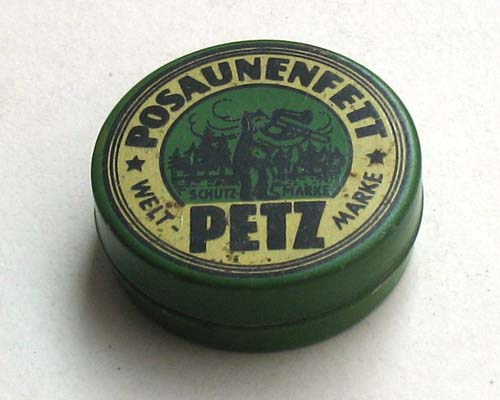 POSAUNENFETT
SCHUTZ- MARKE
WELT- MARKE
PETZ